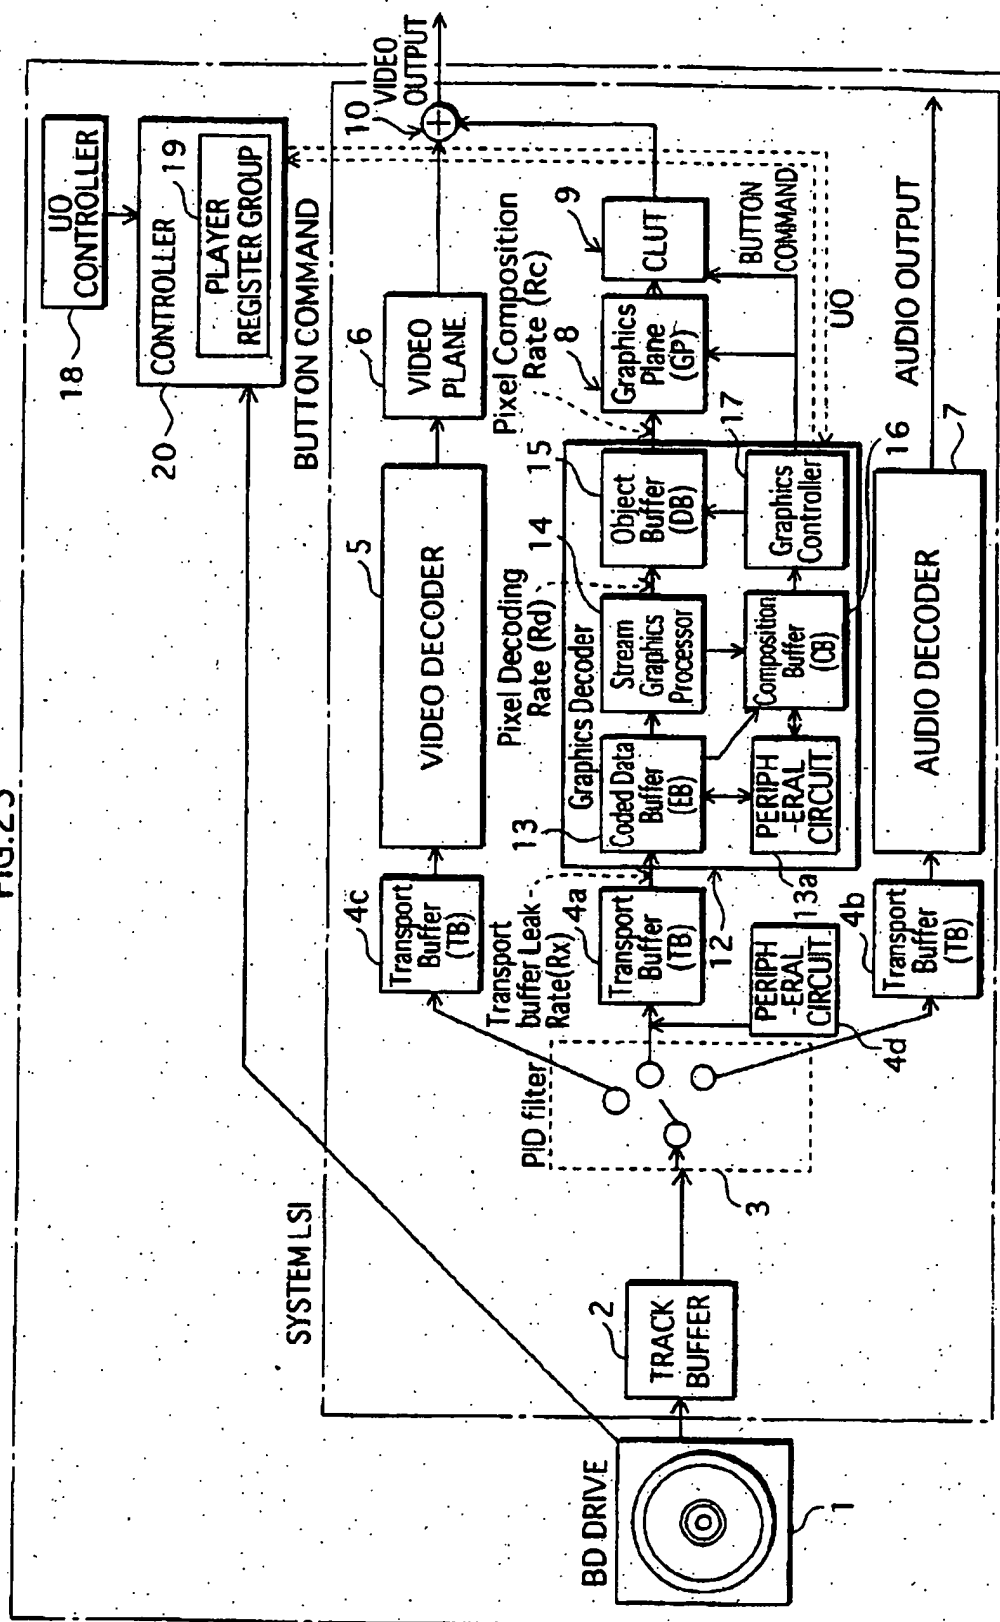 FIG.25
18
UO
CONTROLLER
20
CONTROLLER
19
PLAYER
REGISTER GROUP
BUTTON COMMAND
SYSTEM LSI
BD DRIVE
1
2
TRACK
BUFFER
PID filter
3
4c
Transport
Buffer
(TB)
5
VIDEO DECODER
6
VIDEO
PLANE
10
VIDEO
OUTPUT
Transport
buffer Leak
Rate(Rx)
4a
Transport
Buffer
(TB)
PERIPH
-ERAL
CIRCUIT
4d
12
Graphics Decoder
13
Coded Data
Buffer
(EB)
PERIPH
-ERAL
CIRCUIT
13a
Pixel Decoding
Rate (Rd)
14
Stream
Graphics
Processor
15
Object
Buffer
(DB)
Composition
Buffer
(CB)
16
Graphics
Controller
17
Pixel Composition
Rate (Rc)
8
Graphics
Plane
(GP)
9
CLUT
BUTTON
COMMAND
UO
4b
Transport
Buffer
(TB)
AUDIO DECODER
7
AUDIO OUTPUT